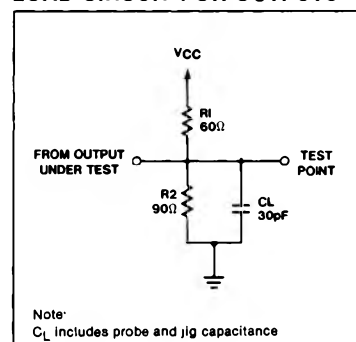 VCC
R1
60Ω
FROM OUTPUT
UNDER TEST
TEST
POINT
R2
90Ω
CL
30pF
Note:
CL includes probe and jig capacitance